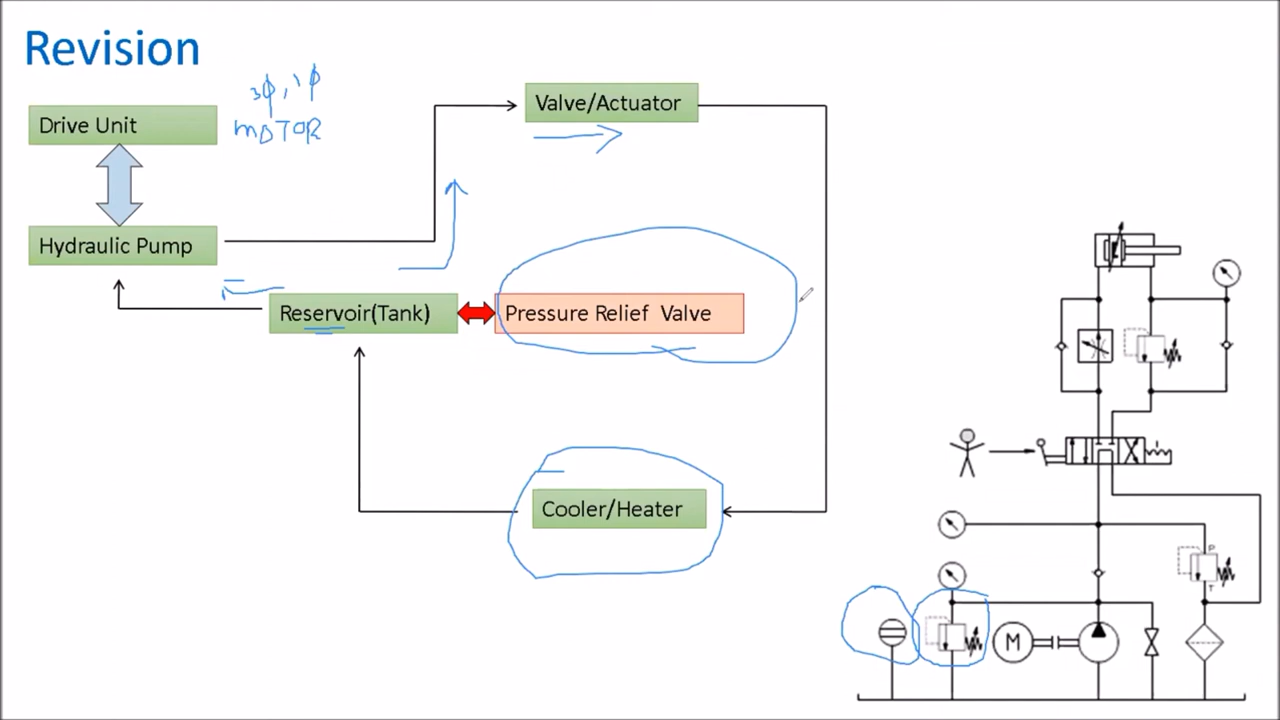 Revision
3ϕ, 1ϕ
MOTOR
Drive Unit
Valve/Actuator
Hydraulic Pump
Reservoir(Tank)
Pressure Relief Valve
Cooler/Heater
P
T
M